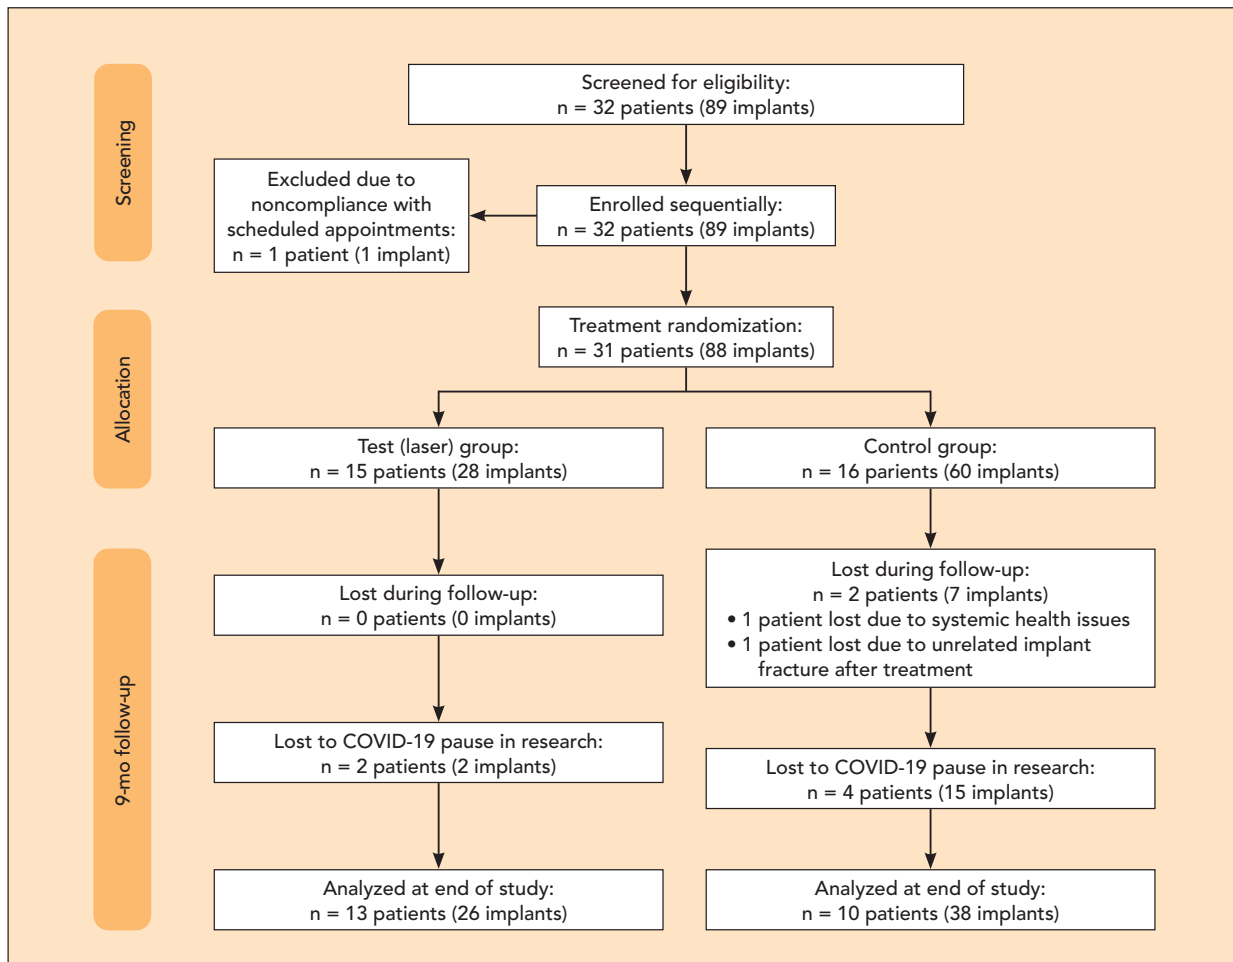 Screening
Screened for eligibility:
n = 32 patients (89 implants)
Excluded due to
noncompliance with
scheduled appointments:
n = 1 patient (1 implant)
Enrolled sequentially:
n = 32 patients (89 implants)
Allocation
Treatment randomization:
n = 31 patients (88 implants)
Test (laser) group:
n = 15 patients (28 implants)
Control group:
n = 16 parients (60 implants)
9-mo follow-up
Lost during follow-up:
n = 0 patients (0 implants)
Lost during follow-up:
n = 2 patients (7 implants)
• 1 patient lost due to systemic health issues
• 1 patient lost due to unrelated implant
fracture after treatment
Lost to COVID-19 pause in research:
n = 2 patients (2 implants)
Lost to COVID-19 pause in research:
n = 4 patients (15 implants)
Analyzed at end of study:
n = 13 patients (26 implants)
Analyzed at end of study:
n = 10 patients (38 implants)